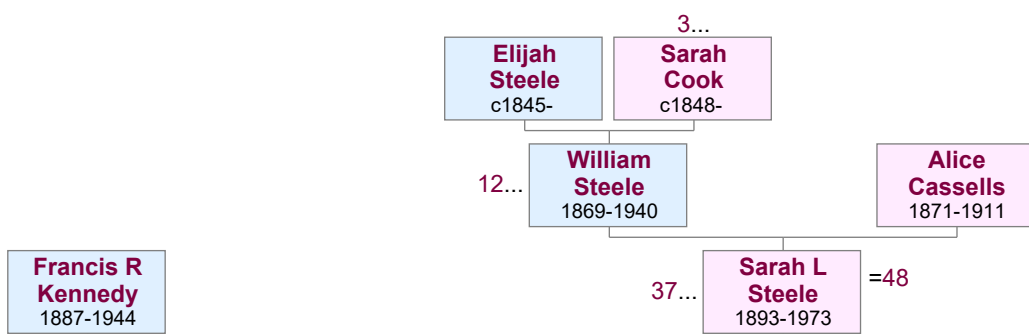 3...
Elijah
Steele
c1845-
Sarah
Cook
c1848-
12...
William
Steele
1869-1940
Alice
Cassells
1871-1911
Francis R
Kennedy
1887-1944
37...
Sarah L
Steele
1893-1973
=48